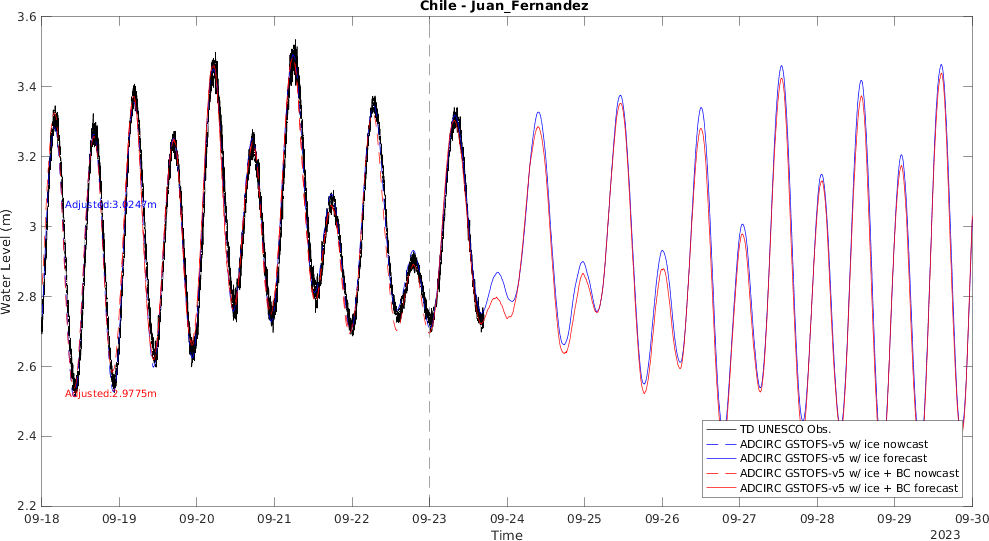 Chile - Juan_Fernandez
3.6
3.4
3.2
3
2.8
2.6
2.4
2.2
Water Level (m)
Adjusted:3.0247m
Adjusted:2.9775m
TD UNESCO Obs.
ADCIRC GSTOFS-v5 w/ ice nowcast
ADCIRC GSTOFS-v5 w/ ice forecast
ADCIRC GSTOFS-v5 w/ ice + BC nowcast
ADCIRC GSTOFS-v5 w/ ice + BC forecast
09-18 09-19 09-20 09-21 09-22 09-23 09-24 09-25 09-26 09-27 09-28 09-29 09-30
Time
2023